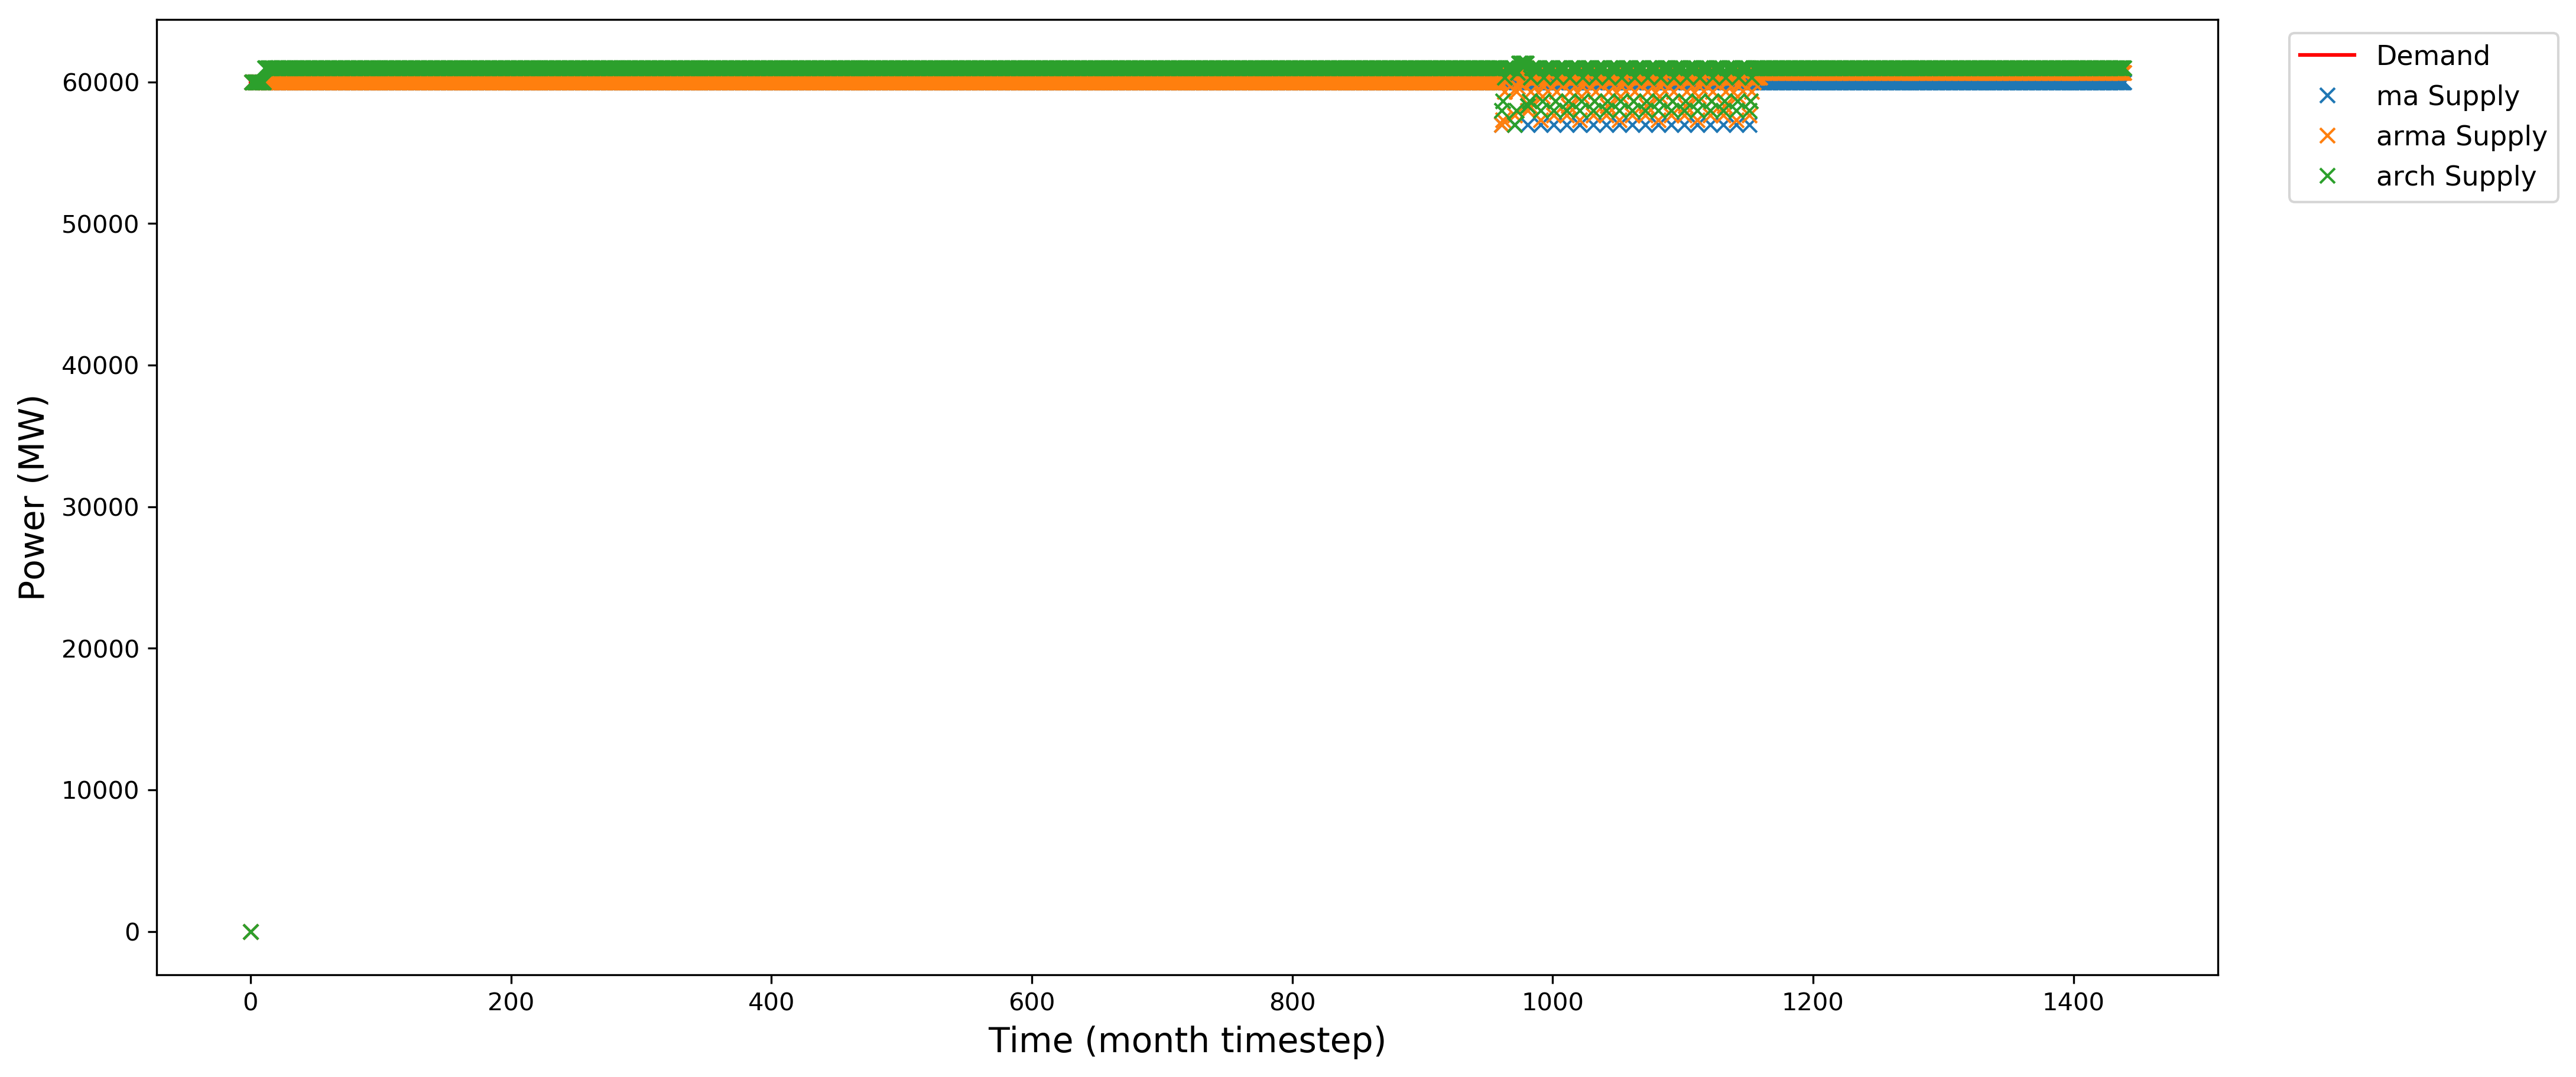 60000
50000
40000
30000
20000
10000
0
Power (MW)
0 200 400 600 800 1000 1200 1400
Time (month timestep)
Demand
ma Supply
arma Supply
arch Supply